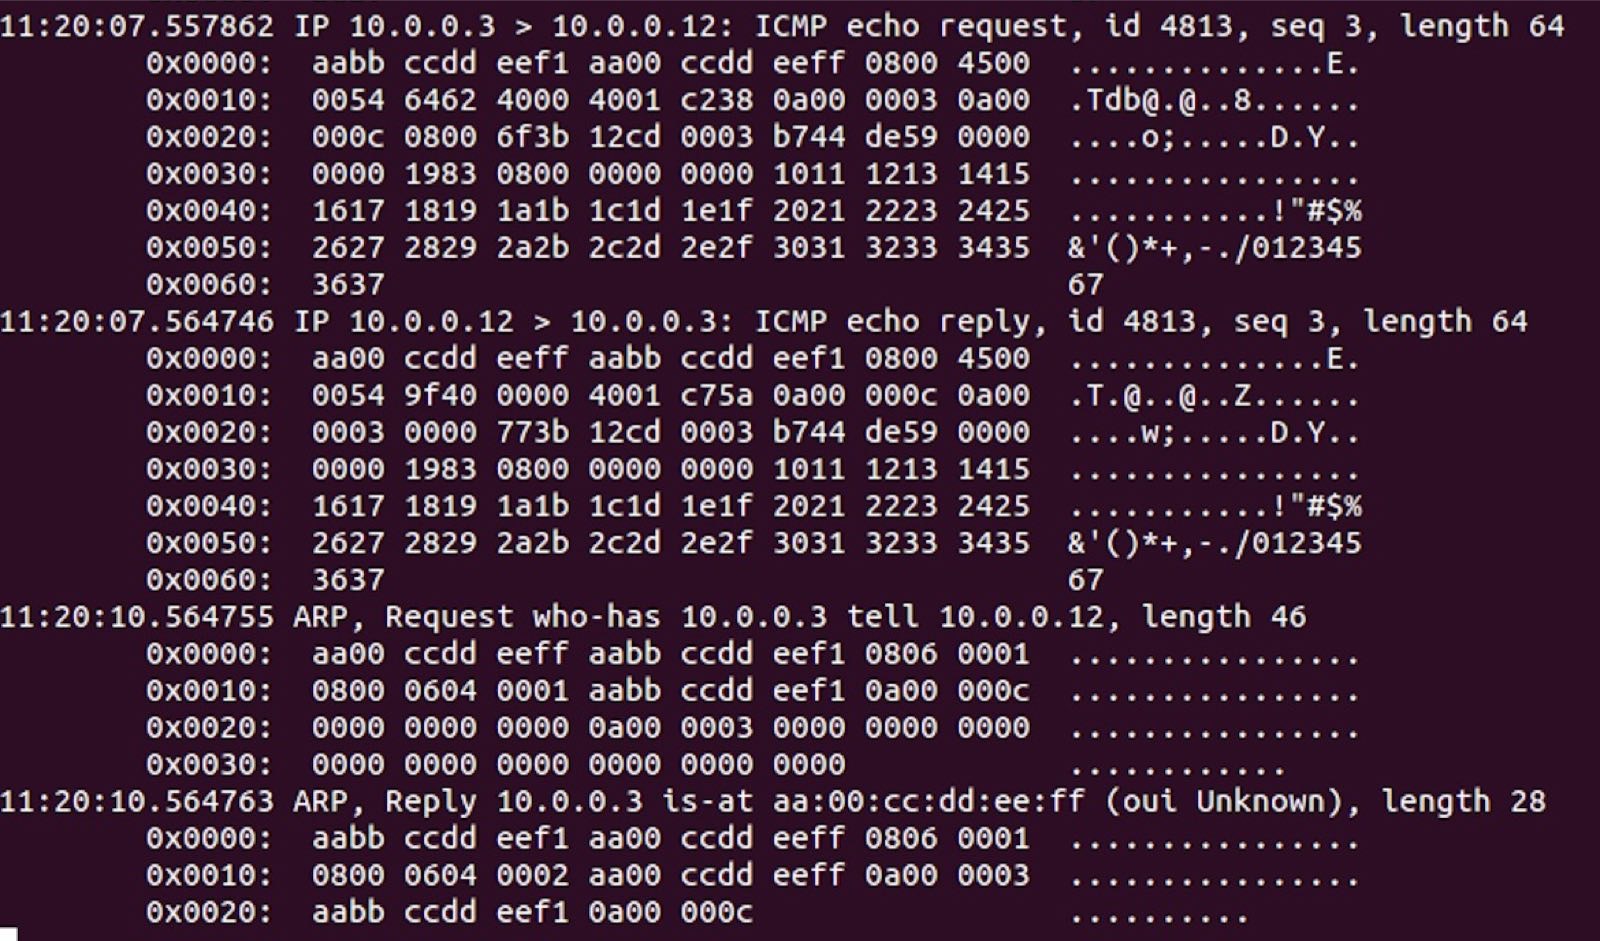 11:20:07.557862 IP 10.0.0.3 > 10.0.0.12: ICMP echo request, id 4813, seq 3, length 64
0x0000: aabb ccdd eef1 aa00 ccdd eeff 0800 4500 ..............E.
0x0010: 0054 6462 4000 4001 c238 0a00 0003 0a00 .Tdb@.@..8......
0x0020: 000c 0800 6f3b 12cd 0003 b744 de59 0000 ....o;.....D.Y..
0x0030: 0000 1983 0800 0000 0000 1011 1213 1415 ................
0x0040: 1617 1819 1a1b 1c1d 1e1f 2021 2223 2425 ...........!"#$%
0x0050: 2627 2829 2a2b 2c2d 2e2f 3031 3233 3435 &'()*+,-./012345
0x0060: 3637 67
11:20:07.564746 IP 10.0.0.12 > 10.0.0.3: ICMP echo reply, id 4813, seq 3, length 64
0x0000: aa00 ccdd eeff aabb ccdd eef1 0800 4500 ..............E.
0x0010: 0054 9f40 0000 4001 c75a 0a00 000c 0a00 .T.@..@..Z......
0x0020: 0003 0000 773b 12cd 0003 b744 de59 0000 ....w;.....D.Y..
0x0030: 0000 1983 0800 0000 0000 1011 1213 1415 ................
0x0040: 1617 1819 1a1b 1c1d 1e1f 2021 2223 2425 ...........!"#$%
0x0050: 2627 2829 2a2b 2c2d 2e2f 3031 3233 3435 &'()*+,-./012345
0x0060: 3637 67
11:20:10.564755 ARP, Request who-has 10.0.0.3 tell 10.0.0.12, length 46
0x0000: aa00 ccdd eeff aabb ccdd eef1 0806 0001 ................
0x0010: 0800 0604 0001 aabb ccdd eef1 0a00 000c ................
0x0020: 0000 0000 0000 0a00 0003 0000 0000 0000 ................
0x0030: 0000 0000 0000 0000 0000 0000 ............
11:20:10.564763 ARP, Reply 10.0.0.3 is-at aa:00:cc:dd:ee:ff (oui Unknown), length 28
0x0000: aabb ccdd eef1 aa00 ccdd eeff 0806 0001 ................
0x0010: 0800 0604 0002 aa00 ccdd eeff 0a00 0003 ................
0x0020: aabb ccdd eef1 0a00 000c ..........